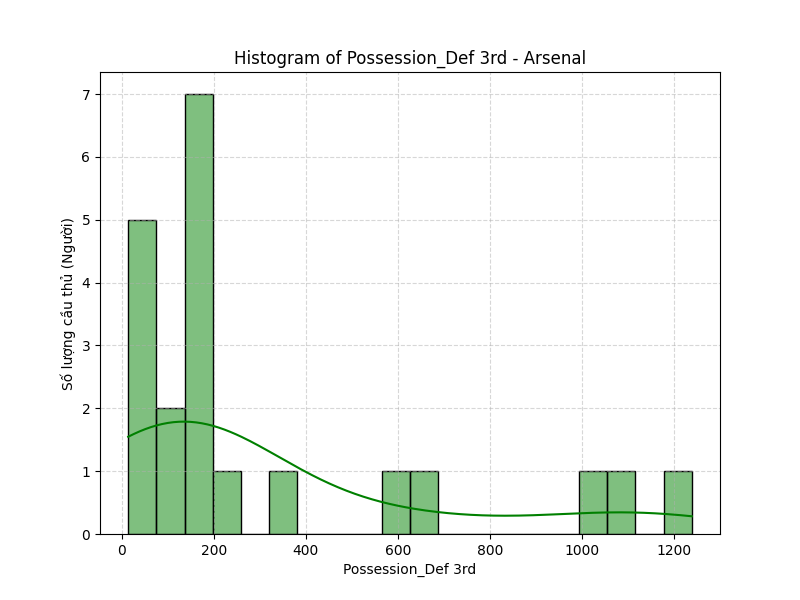 Histogram of Possession_Def 3rd - Arsenal
Số lượng cầu thủ (Người)
7
6
5
4
3
2
1
0
0 200 400 600 800 1000 1200
Possession_Def 3rd